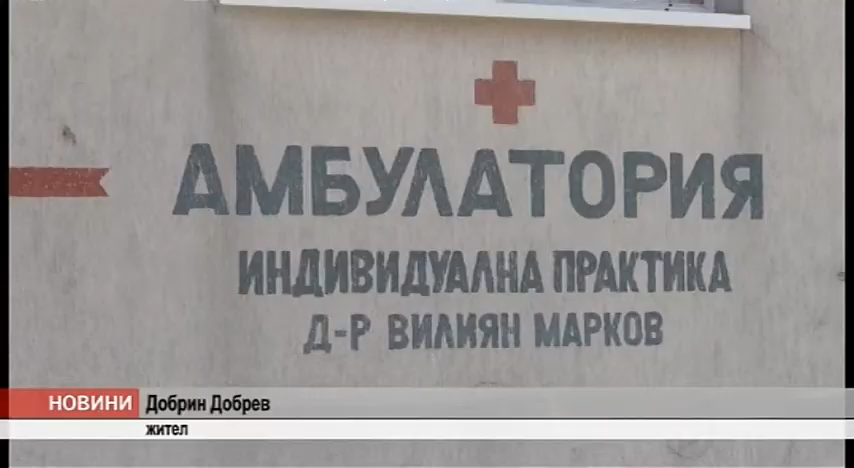 АМБУЛАТОРИЯ
ИНДИВИДУАЛНА ПРАКТИКА
Д-Р ВИЛИЯН МАРКОВ
НОВИНИ
Добрин Добрев
жител